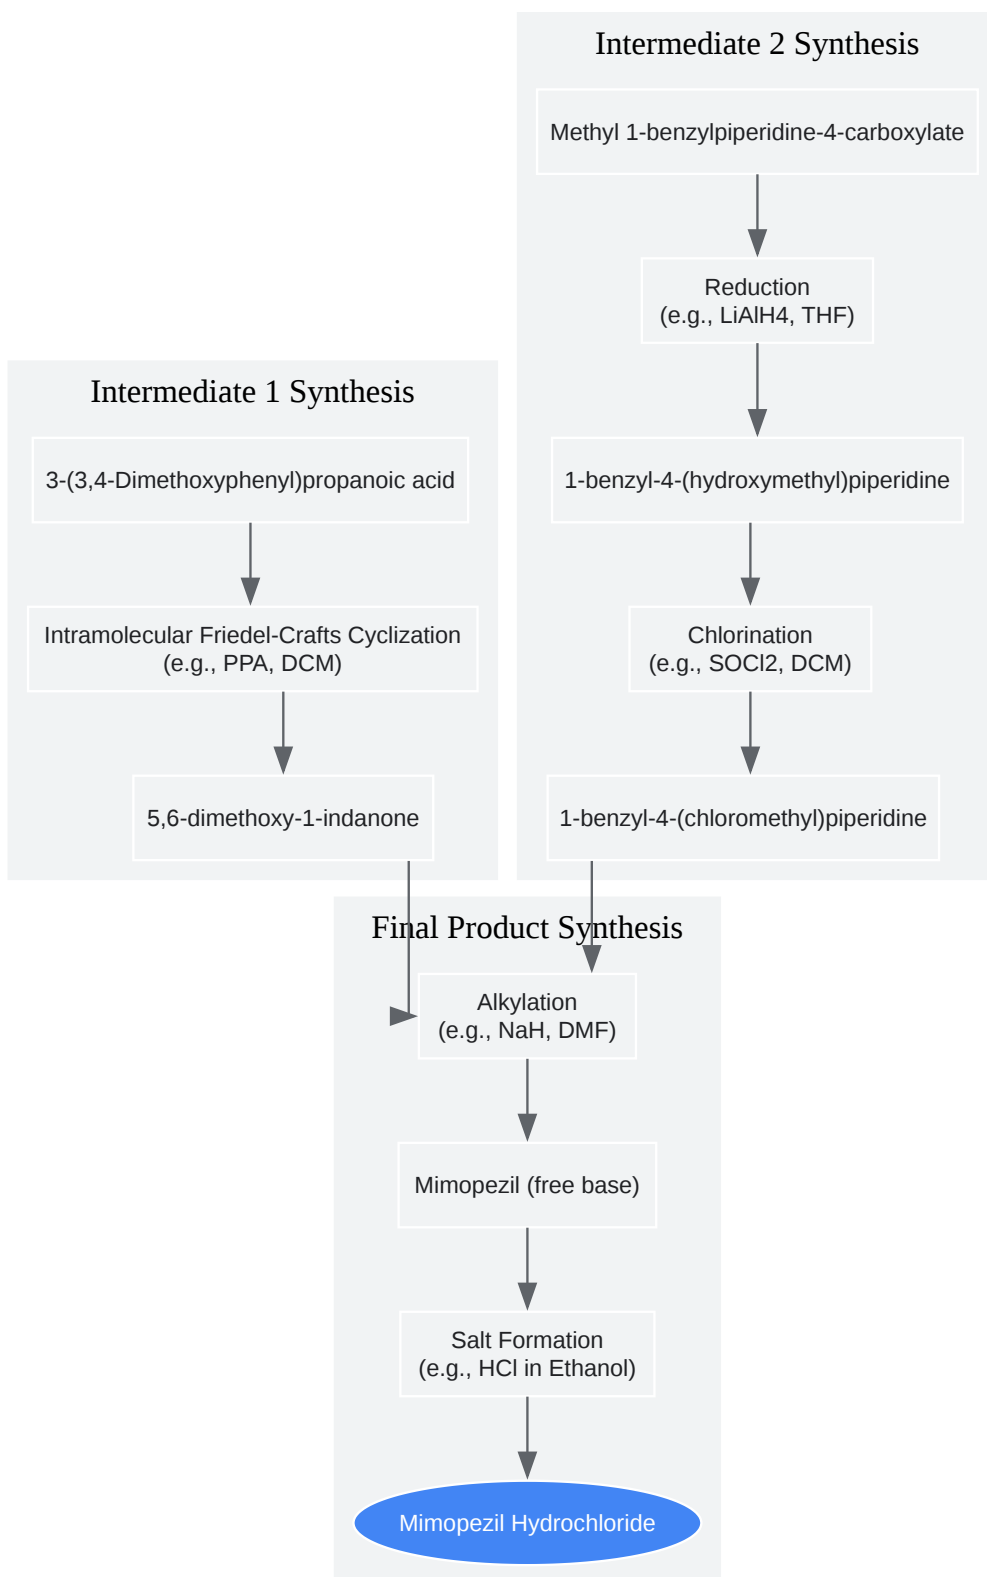 Intermediate 2 Synthesis
Methyl 1-benzylpiperidine-4-carboxylate
Reduction
(e.g., LiAlH4, THF)
1-benzyl-4-(hydroxymethyl)piperidine
Chlorination
(e.g., SOCl2, DCM)
1-benzyl-4-(chloromethyl)piperidine
Intermediate 1 Synthesis
3-(3,4-Dimethoxyphenyl)propanoic acid
Intramolecular Friedel-Crafts Cyclization
(e.g., PPA, DCM)
5,6-dimethoxy-1-indanone
Final Product Synthesis
Alkylation
(e.g., NaH, DMF)
Mimopezil (free base)
Salt Formation
(e.g., HCl in Ethanol)
Mimopezil Hydrochloride